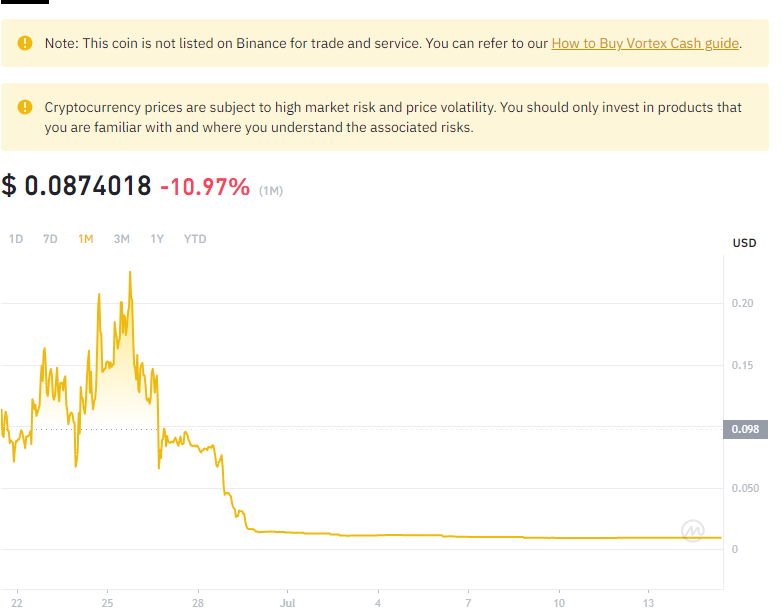 Note: This coin is not listed on Binance for trade and service. You can refer to our How to Buy Vortex Cash guide.
Cryptocurrency prices are subject to high market risk and price volatility. You should only invest in products that
you are familiar with and where you understand the associated risks.
$ 0.0874018 -10.97% (1M)
1D 7D 1M 3M 1Y YTD
USD
0.20
0.15
0.098
0.050
0
22 25 28 Jul 4 7 10 13